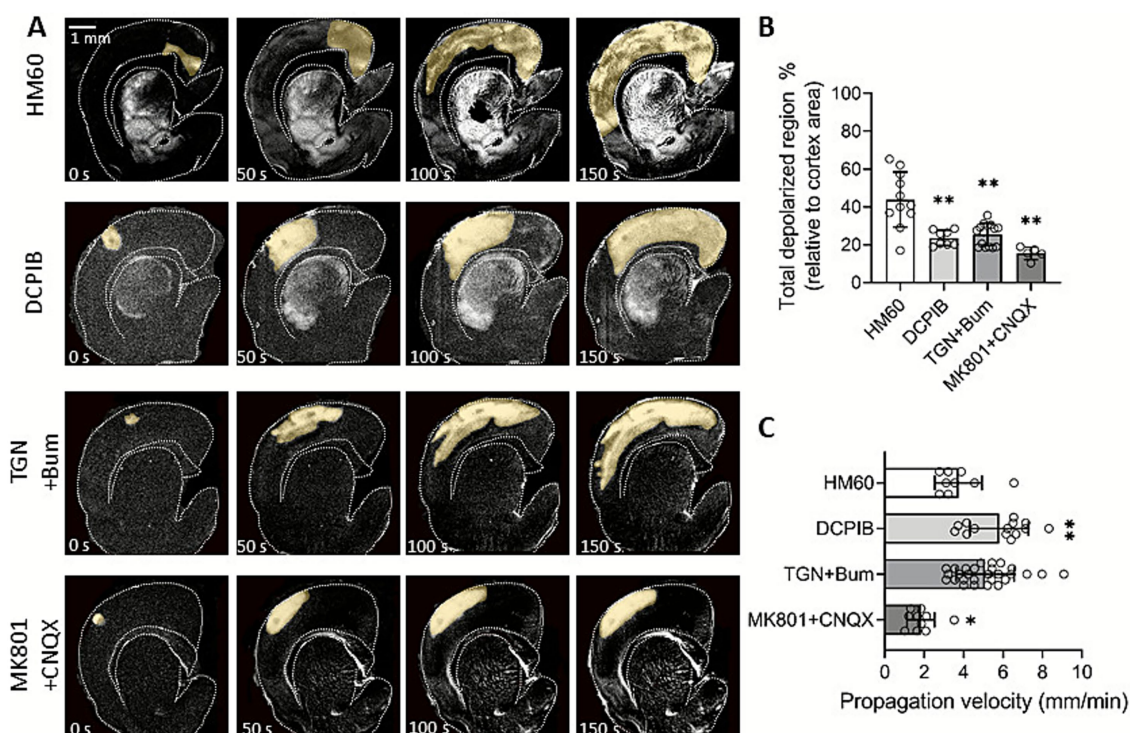 A
1 mm
HM60
0 s
50 s
100 s
150 s
DCPIB
0 s
50 s
100 s
150 s
TGN
+Bum
0 s
50 s
100 s
150 s
MK801
+CNQX
0 s
50 s
100 s
150 s
B
Total depolarized region %
(relative to cortex area)
100
80
60
40
20
0
**
**
**
HM60
DCPIB
TGN+Bum
MK801+CNQX
C
HM60
DCPIB
**
TGN+Bum
MK801+CNQX
*
0 2 4 6 8 10
Propagation velocity (mm/min)